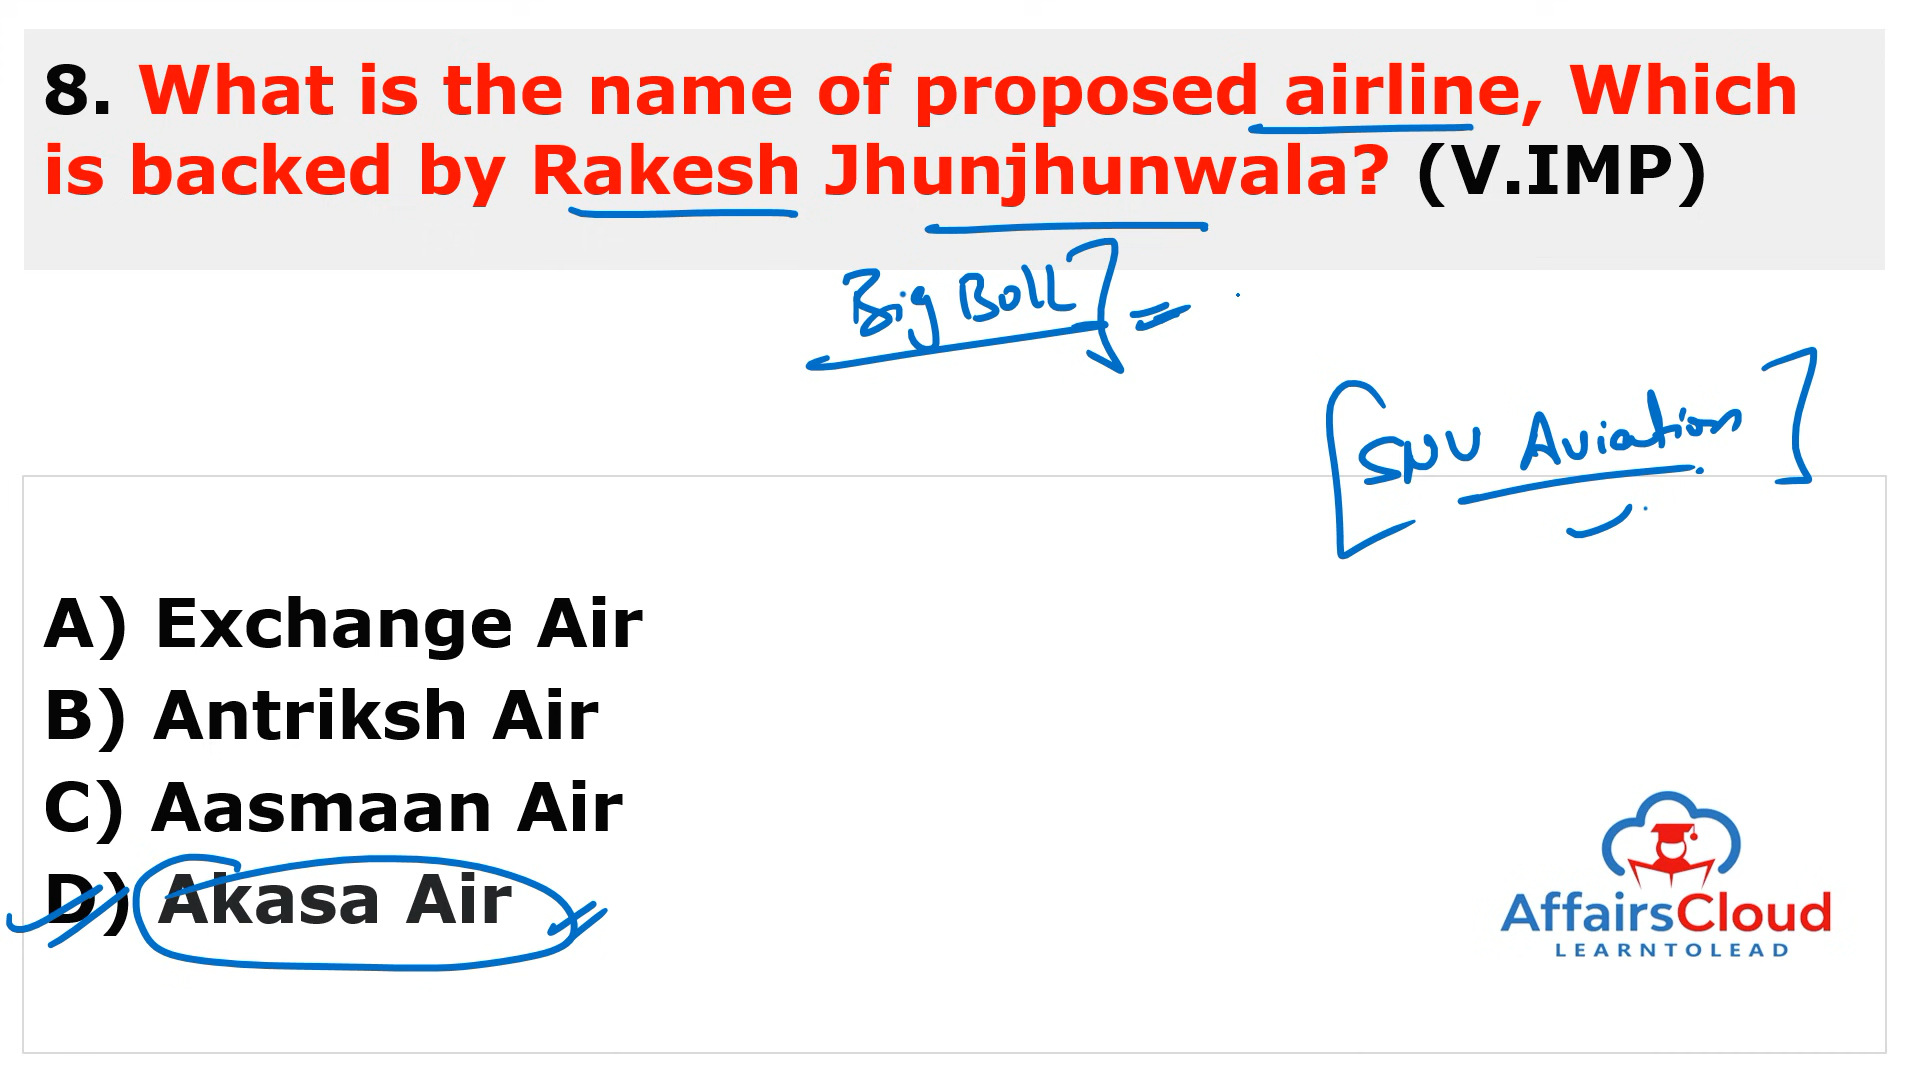 8. What is the name of proposed airline, Which
is backed by Rakesh Jhunjhunwala? (V.IMP)
Big Boll
SNV Aviation
A) Exchange Air
B) Antriksh Air
C) Aasmaan Air
D) Akasa Air
AffairsCloud
LEARNTOLEAD